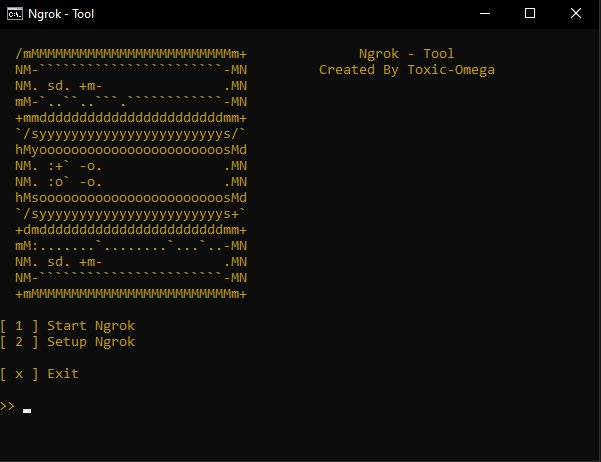 Ngrok - Tool
/mMMMMMMMMMMMMMMMMMMMMMMMMMm+
Ngrok - Tool
NM-```````````````````````-MN
Created By Toxic-Omega
NM. sd. +m-               .MN
mM-`..``..```.````````````-MN
+mmdddddddddddddddddddddddmm+
`/syyyyyyyyyyyyyyyyyyyyyyys/`
hMyooooooooooooooooooooooosMd
NM. :+` -o.               .MN
NM. :o` -o.               .MN
hMsooooooooooooooooooooooosMd
`/syyyyyyyyyyyyyyyyyyyyyyys+`
+dmdddddddddddddddddddddddmm+
mM:.......`........`...`..-MN
NM. sd. +m-               .MN
NM-```````````````````````-MN
+mMMMMMMMMMMMMMMMMMMMMMMMMMm+
[ 1 ] Start Ngrok
[ 2 ] Setup Ngrok
[ x ] Exit
>>